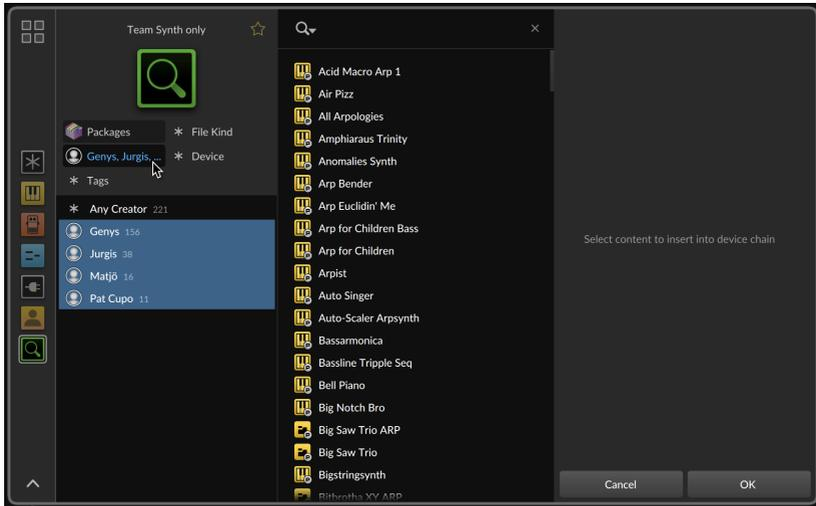 Team Synth only
Packages
File Kind
Genys, Jurgis, ...
Device
Tags
Any Creator 221
Genys 156
Jurgis 38
Matjö 16
Pat Cupo 11
Acid Macro Arp 1
Air Pizz
All Arpologies
Amphiaraus Trinity
Anomalies Synth
Arp Bender
Arp Euclidin' Me
Arp for Children Bass
Arp for Children
Arpist
Auto Singer
Auto-Scaler Arpsynth
Bassarmonica
Bassline Tripple Seq
Bell Piano
Big Notch Bro
Big Saw Trio ARP
Big Saw Trio
Bigstringsynth
Bitbrotha XY ARP
Select content to insert into device chain
Cancel
OK